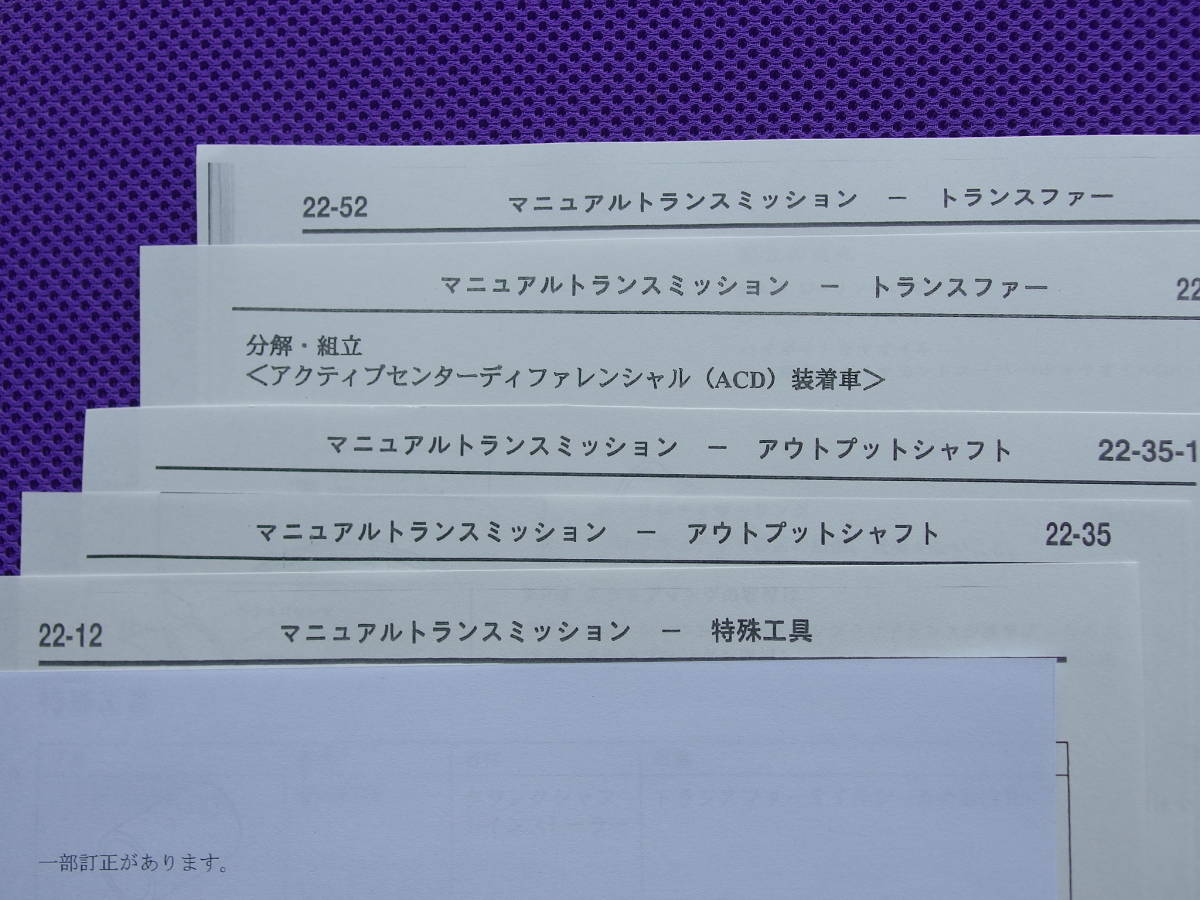 22-52 マニュアルトランスミッション － トランスファー
マニュアルトランスミッション － トランスファー 22
分解・組立
＜アクティブセンターディファレンシャル（ACD）装着車＞
マニュアルトランスミッション － アウトプットシャフト 22-35-1
マニュアルトランスミッション － アウトプットシャフト 22-35
22-12 マニュアルトランスミッション － 特殊工具
一部訂正があります。